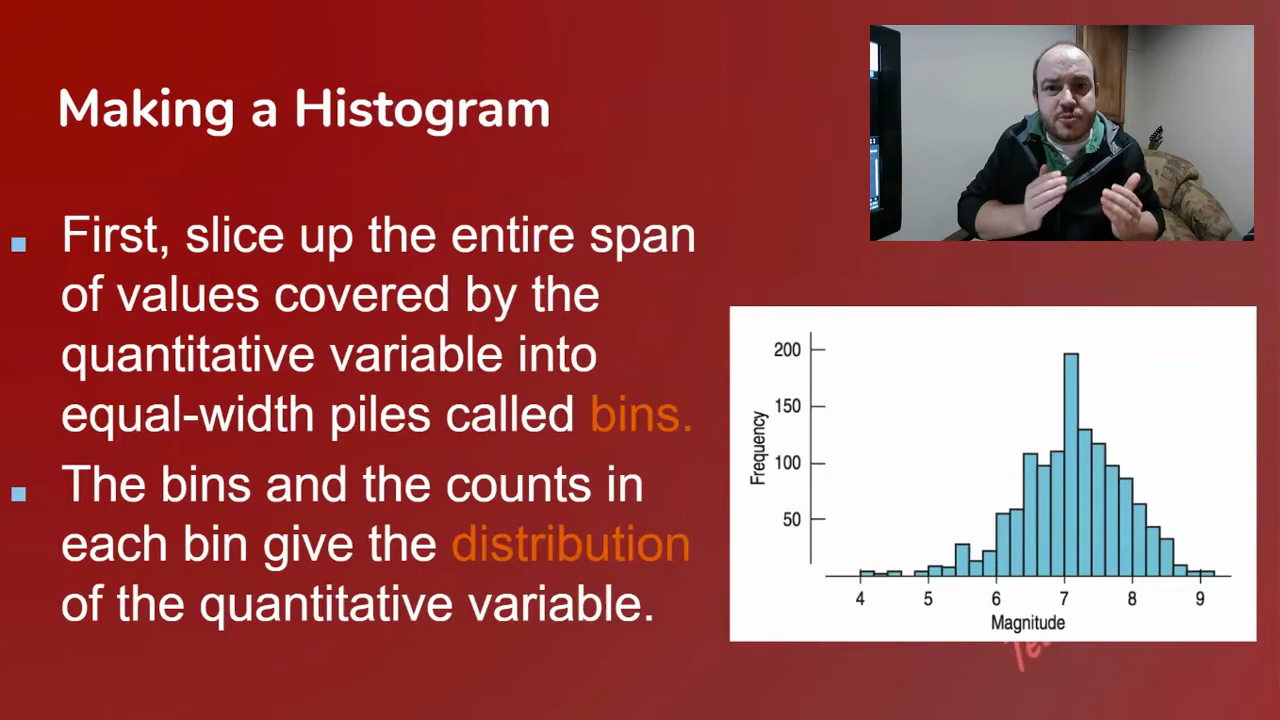 Making a Histogram
First, slice up the entire span
of values covered by the
quantitative variable into
equal-width piles called bins.
The bins and the counts in
each bin give the distribution
of the quantitative variable.
200
150
100
50
Frequency
4 5 6 7 8 9
Magnitude